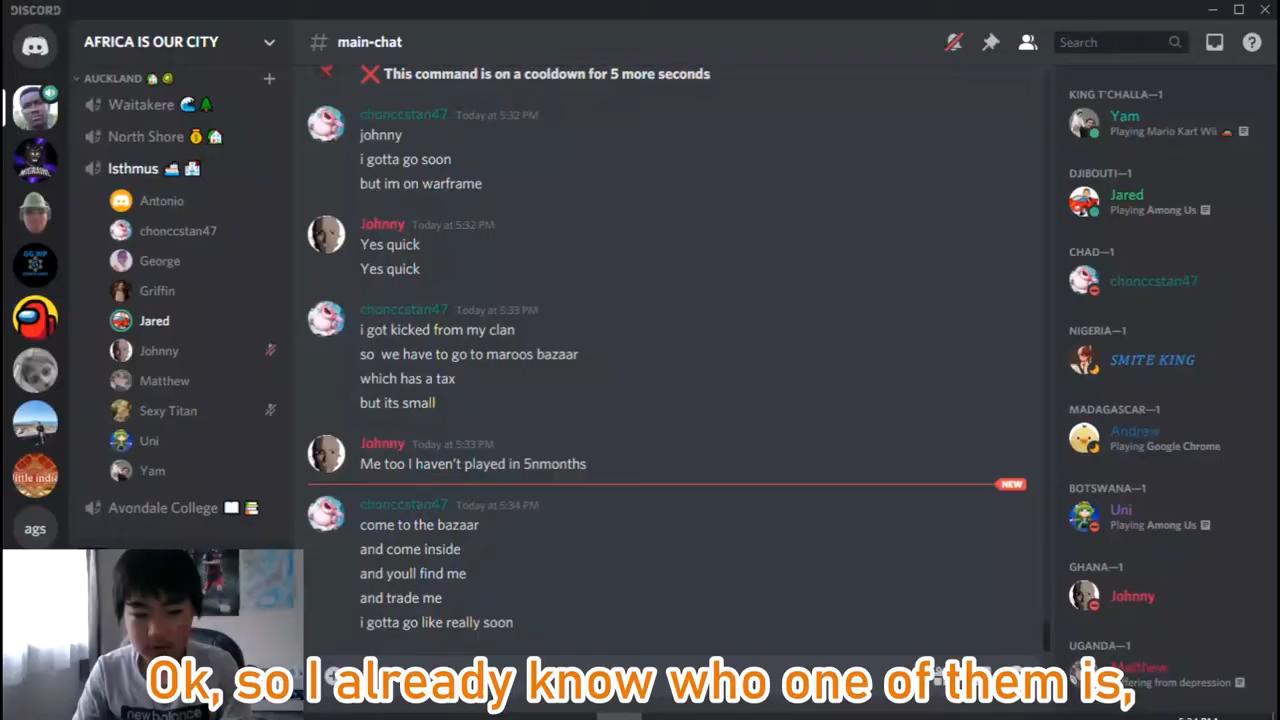 DISCORD
AFRICA IS OUR CITY
AUCKLAND
Waitakere
North Shore
Isthmus
Antonio
chonccstan47
George
Griffin
Jared
Johnny
Matthew
Sexy Titan
Uni
Yam
Avondale College
little india
ags
# main-chat
Search
This command is on a cooldown for 5 more seconds
chonccstan47 Today at 5:32 PM
johnny
i gotta go soon
but im on warframe
Johnny Today at 5:32 PM
Yes quick
Yes quick
chonccstan47 Today at 5:33 PM
i got kicked from my clan
so we have to go to maroos bazaar
which has a tax
but its small
Johnny Today at 5:33 PM
Me too I haven't played in 5nmonths
NEW
chonccstan47 Today at 5:34 PM
come to the bazaar
and come inside
and youll find me
and trade me
i gotta go like really soon
KING T'CHALLA—1
Yam
Playing Mario Kart Wii
DJIBOUTI—1
Jared
Playing Among Us
CHAD—1
chonccstan47
NIGERIA—1
SMITE KING
MADAGASCAR—1
Andrew
Playing Google Chrome
BOTSWANA—1
Uni
Playing Among Us
GHANA—1
Johnny
UGANDA—1
Matthew
from depression
new balance
Ok, so I already know who one of them is,